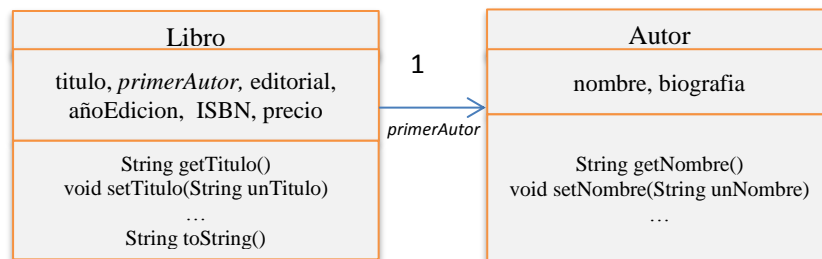 Libro
titulo, primerAutor, editorial,
añoEdicion, ISBN, precio
String getTitulo()
void setTitulo(String unTitulo)
…
String toString()
1
primerAutor
Autor
nombre, biografia
String getNombre()
void setNombre(String unNombre)
…